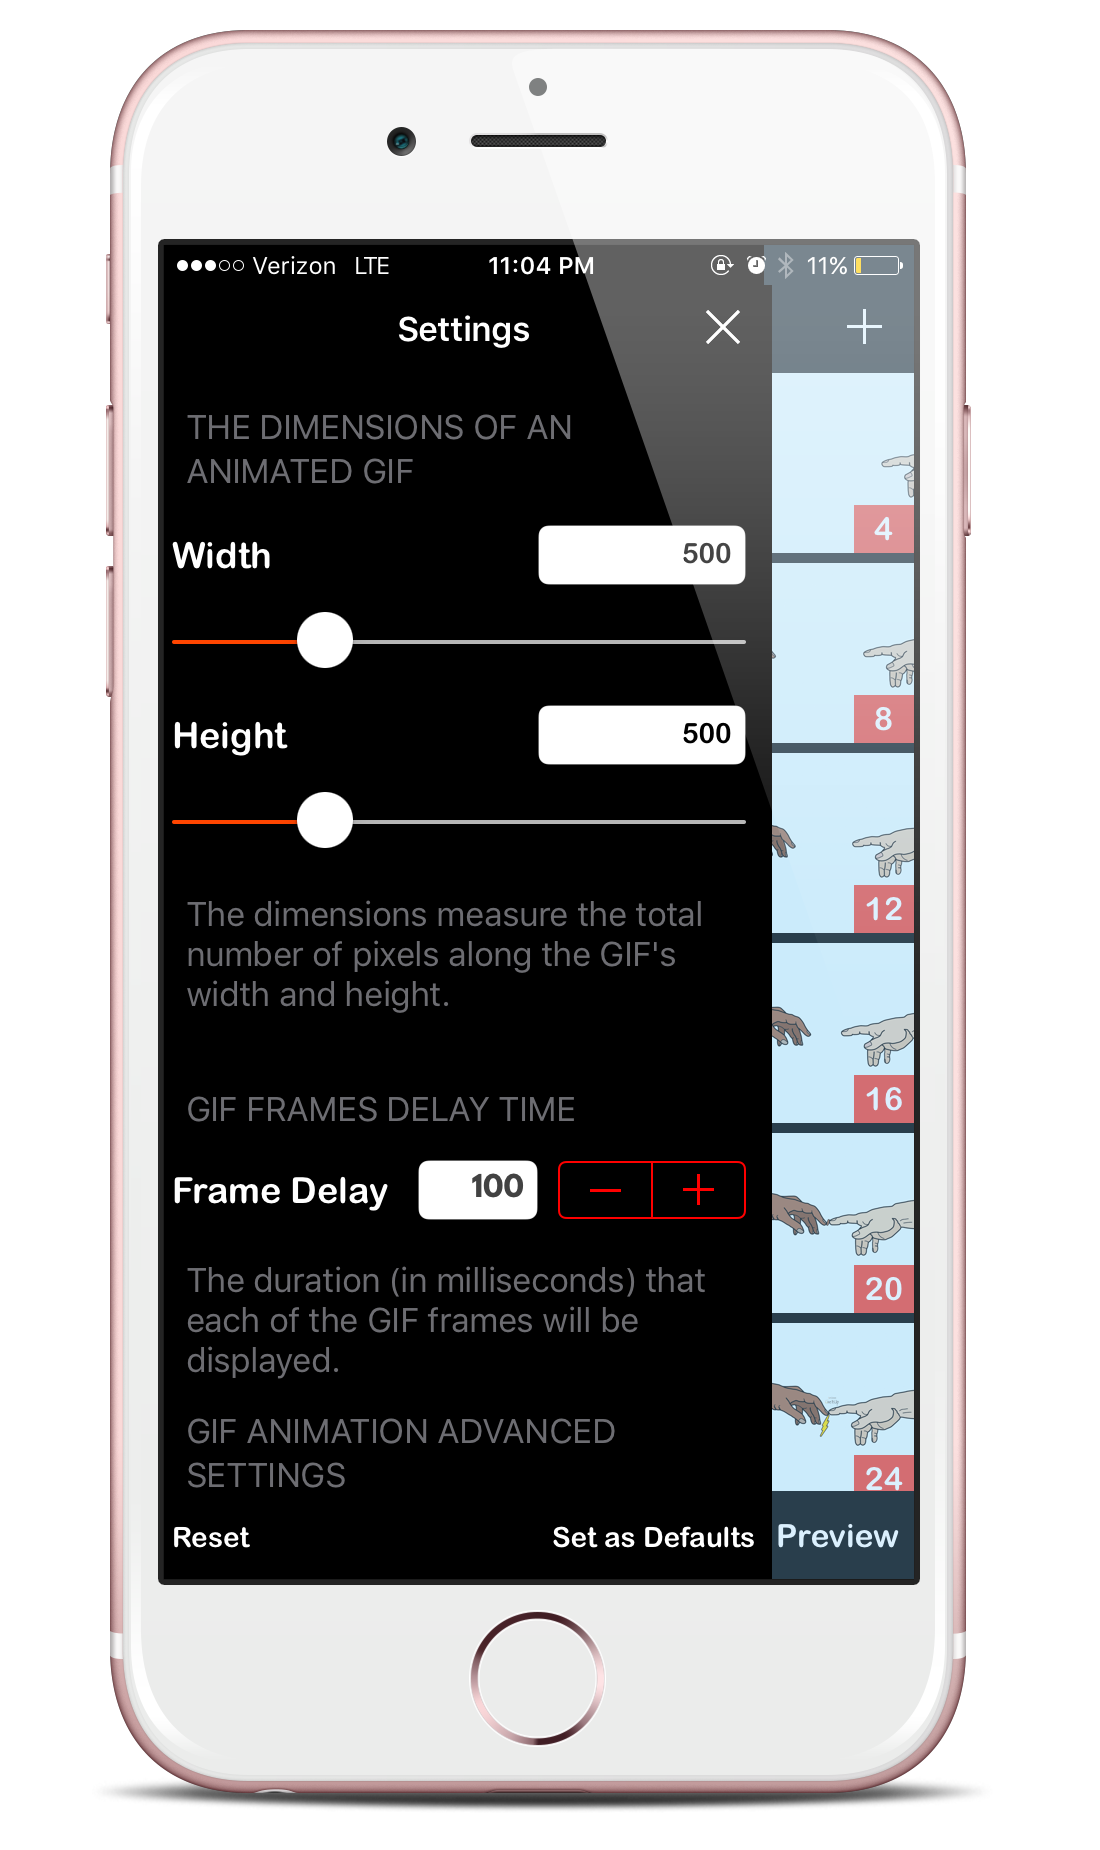 Verizon LTE 11:04 PM 11%
Settings
THE DIMENSIONS OF AN
ANIMATED GIF
Width 500
Height 500
The dimensions measure the total
number of pixels along the GIF's
width and height.
GIF FRAMES DELAY TIME
Frame Delay 100
The duration (in milliseconds) that
each of the GIF frames will be
displayed.
GIF ANIMATION ADVANCED
SETTINGS
Reset Set as Defaults
4
8
12
16
20
24
Preview